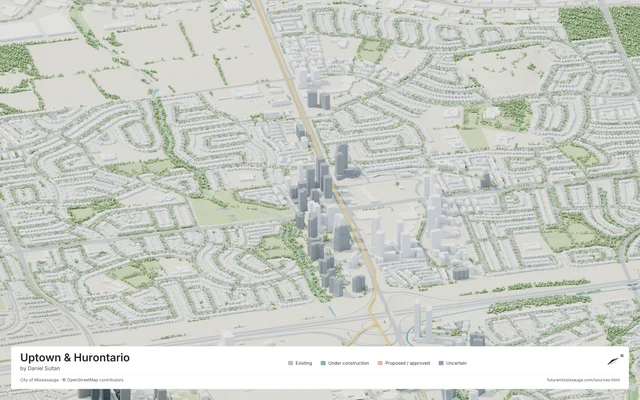 Uptown & Hurontario
by Daniel Sultan
Existing
Under construction
Proposed / approved
Uncertain
N
City of Mississauga · © OpenStreetMap contributors
futuremississauga.com/sources.html